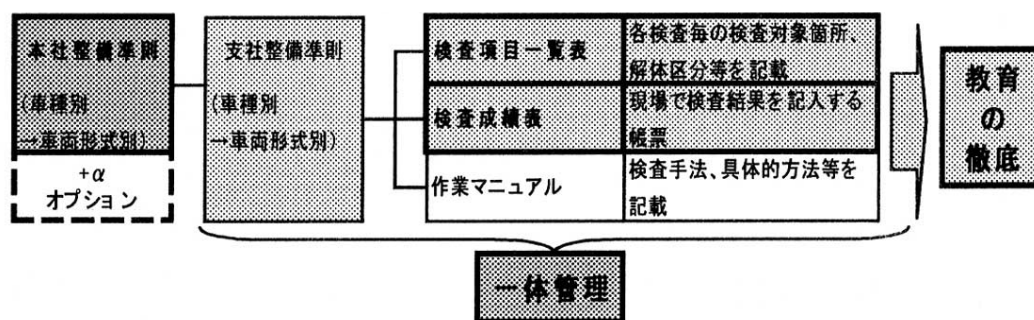 本社整備準則
(車種別
→車両形式別)
+α
オプション
支社整備準則
(車種別
→車両形式別)
検査項目一覧表
各検査毎の検査対象箇所、
解体区分等を記載
検査成績表
現場で検査結果を記入する
帳票
作業マニュアル
検査手法、具体的方法等を
記載
教育
の
徹底
一体管理